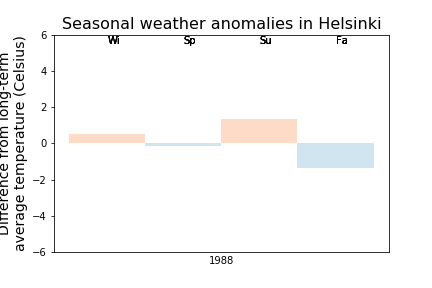 Seasonal weather anomalies in Helsinki
Difference from long-term
average temperature (Celsius)
6
4
2
0
−2
−4
−6
Wi Sp Su Fa
1988